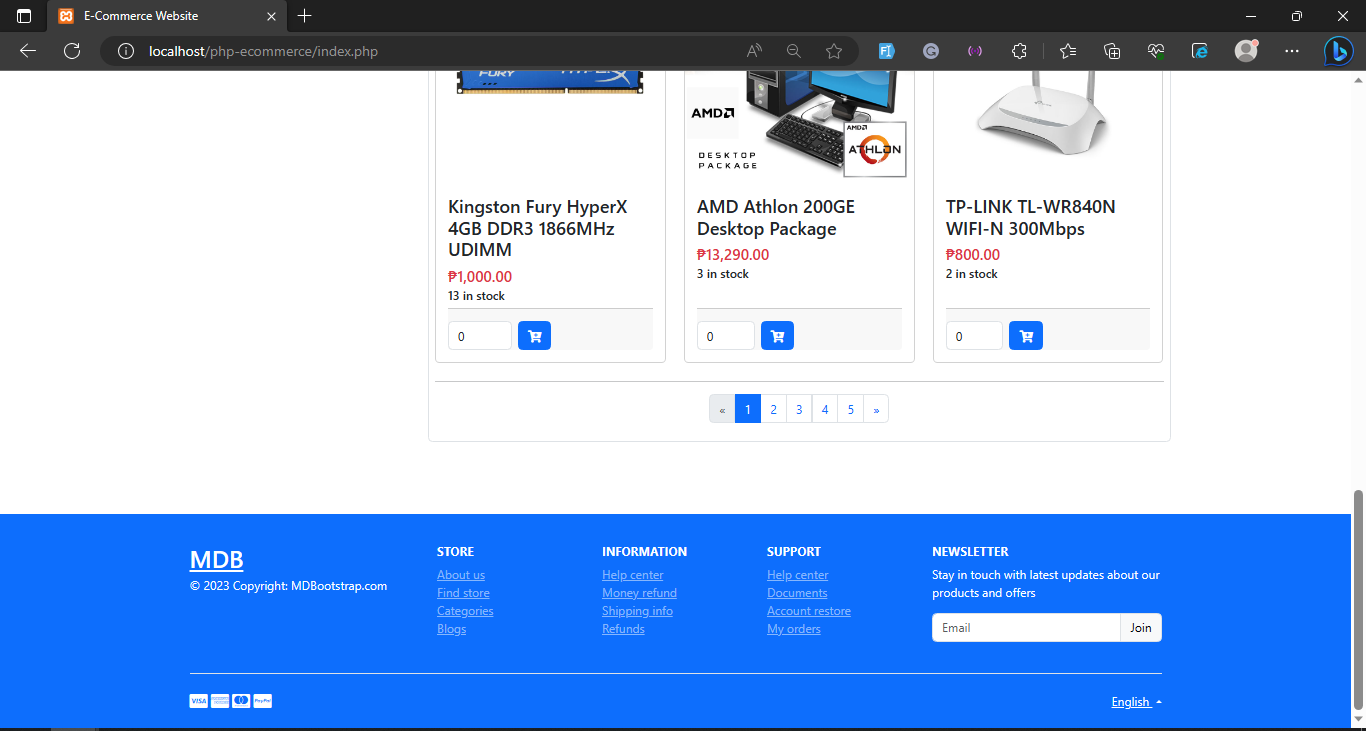 E-Commerce Website
localhost/php-ecommerce/index.php
FURY HYPERX
AMD
DESKTOP
PACKAGE
AMD
ATHLON
Kingston Fury HyperX
4GB DDR3 1866MHz
UDIMM
₱1,000.00
13 in stock
0
AMD Athlon 200GE
Desktop Package
₱13,290.00
3 in stock
0
TP-LINK TL-WR840N
WIFI-N 300Mbps
₱800.00
2 in stock
0
« 1 2 3 4 5 »
MDB
© 2023 Copyright: MDBootstrap.com
STORE
About us
Find store
Categories
Blogs
INFORMATION
Help center
Money refund
Shipping info
Refunds
SUPPORT
Help center
Documents
Account restore
My orders
NEWSLETTER
Stay in touch with latest updates about our
products and offers
Email Join
VISA
PayPal
English